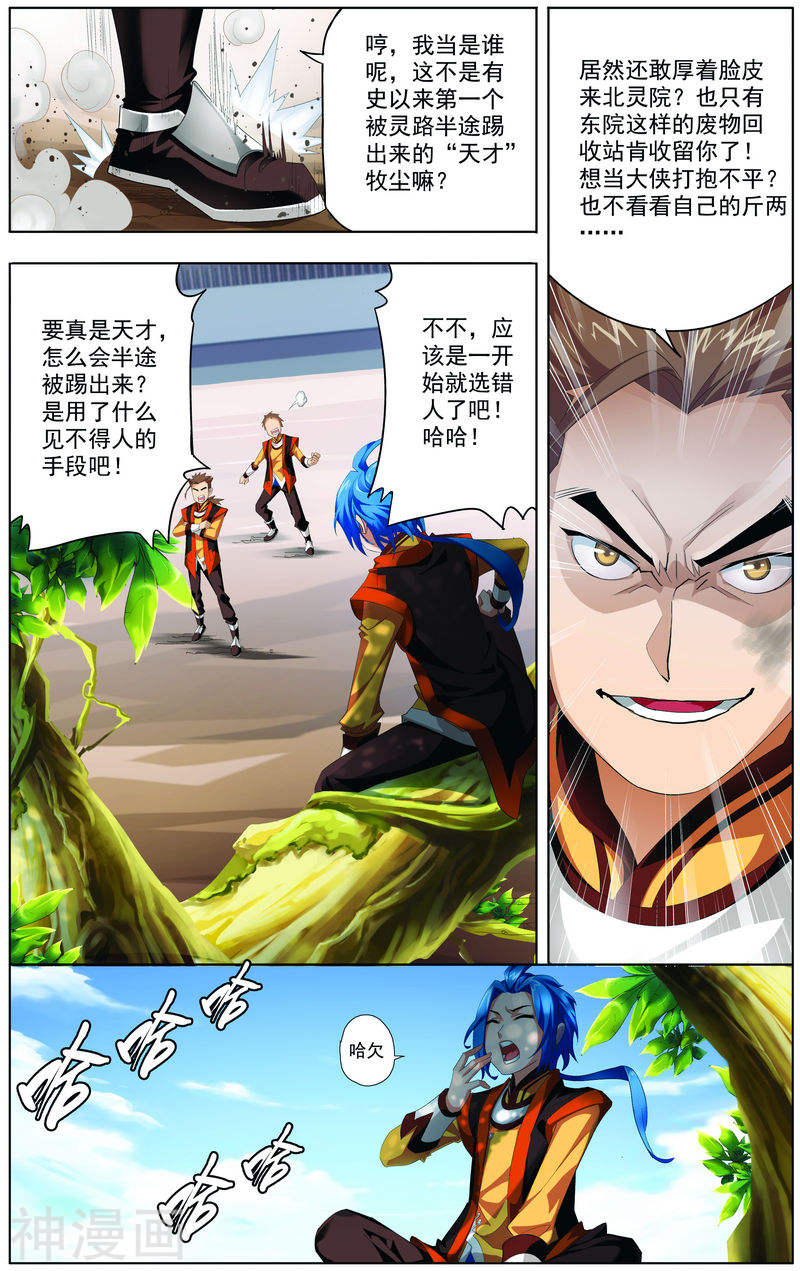 哼，我当是谁
呢，这不是有
史以来第一个
被灵路半途踢
出来的“天才”
牧尘嘛？
居然还敢厚着脸皮
来北灵院？也只有
东院这样的废物回
收站肯收留你了！
想当大侠打抱不平？
也不看看自己的斤两
……
要真是天才，
怎么会半途
被踢出来？
是用了什么
见不得人的
手段吧！
不不，应
该是一开
始就选错
人了吧！
哈哈！
哈哈哈
哈欠
哈哈
神漫画